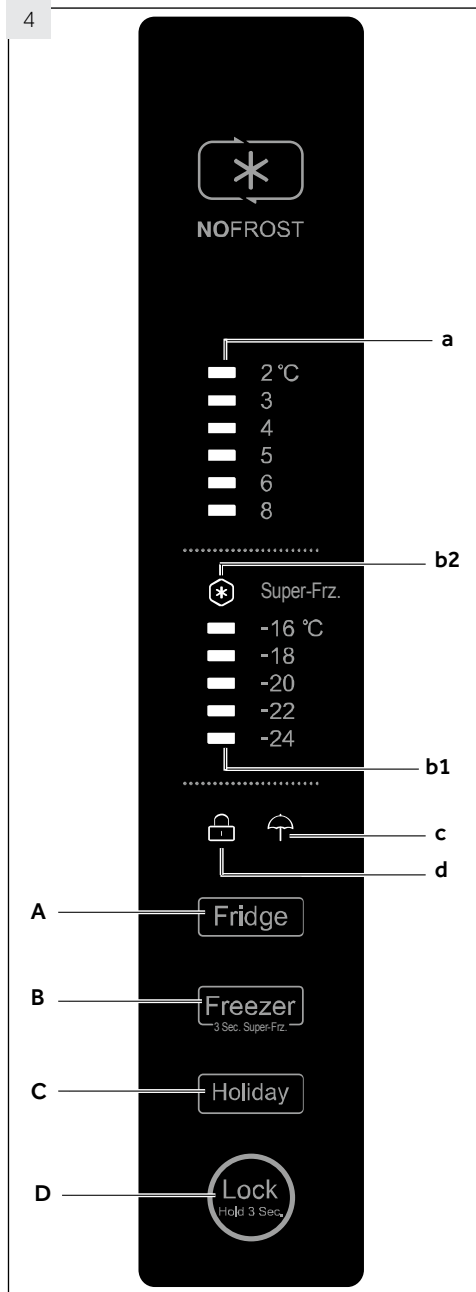 4
NOFROST
a
2 °C
3
4
5
6
8
b2
Super-Frz.
-16 °C
-18
-20
-22
-24
b1
c
d
A
Fridge
B
Freezer
3 Sec. Super-Frz.
C
Holiday
D
Lock
Hold 3 Sec.